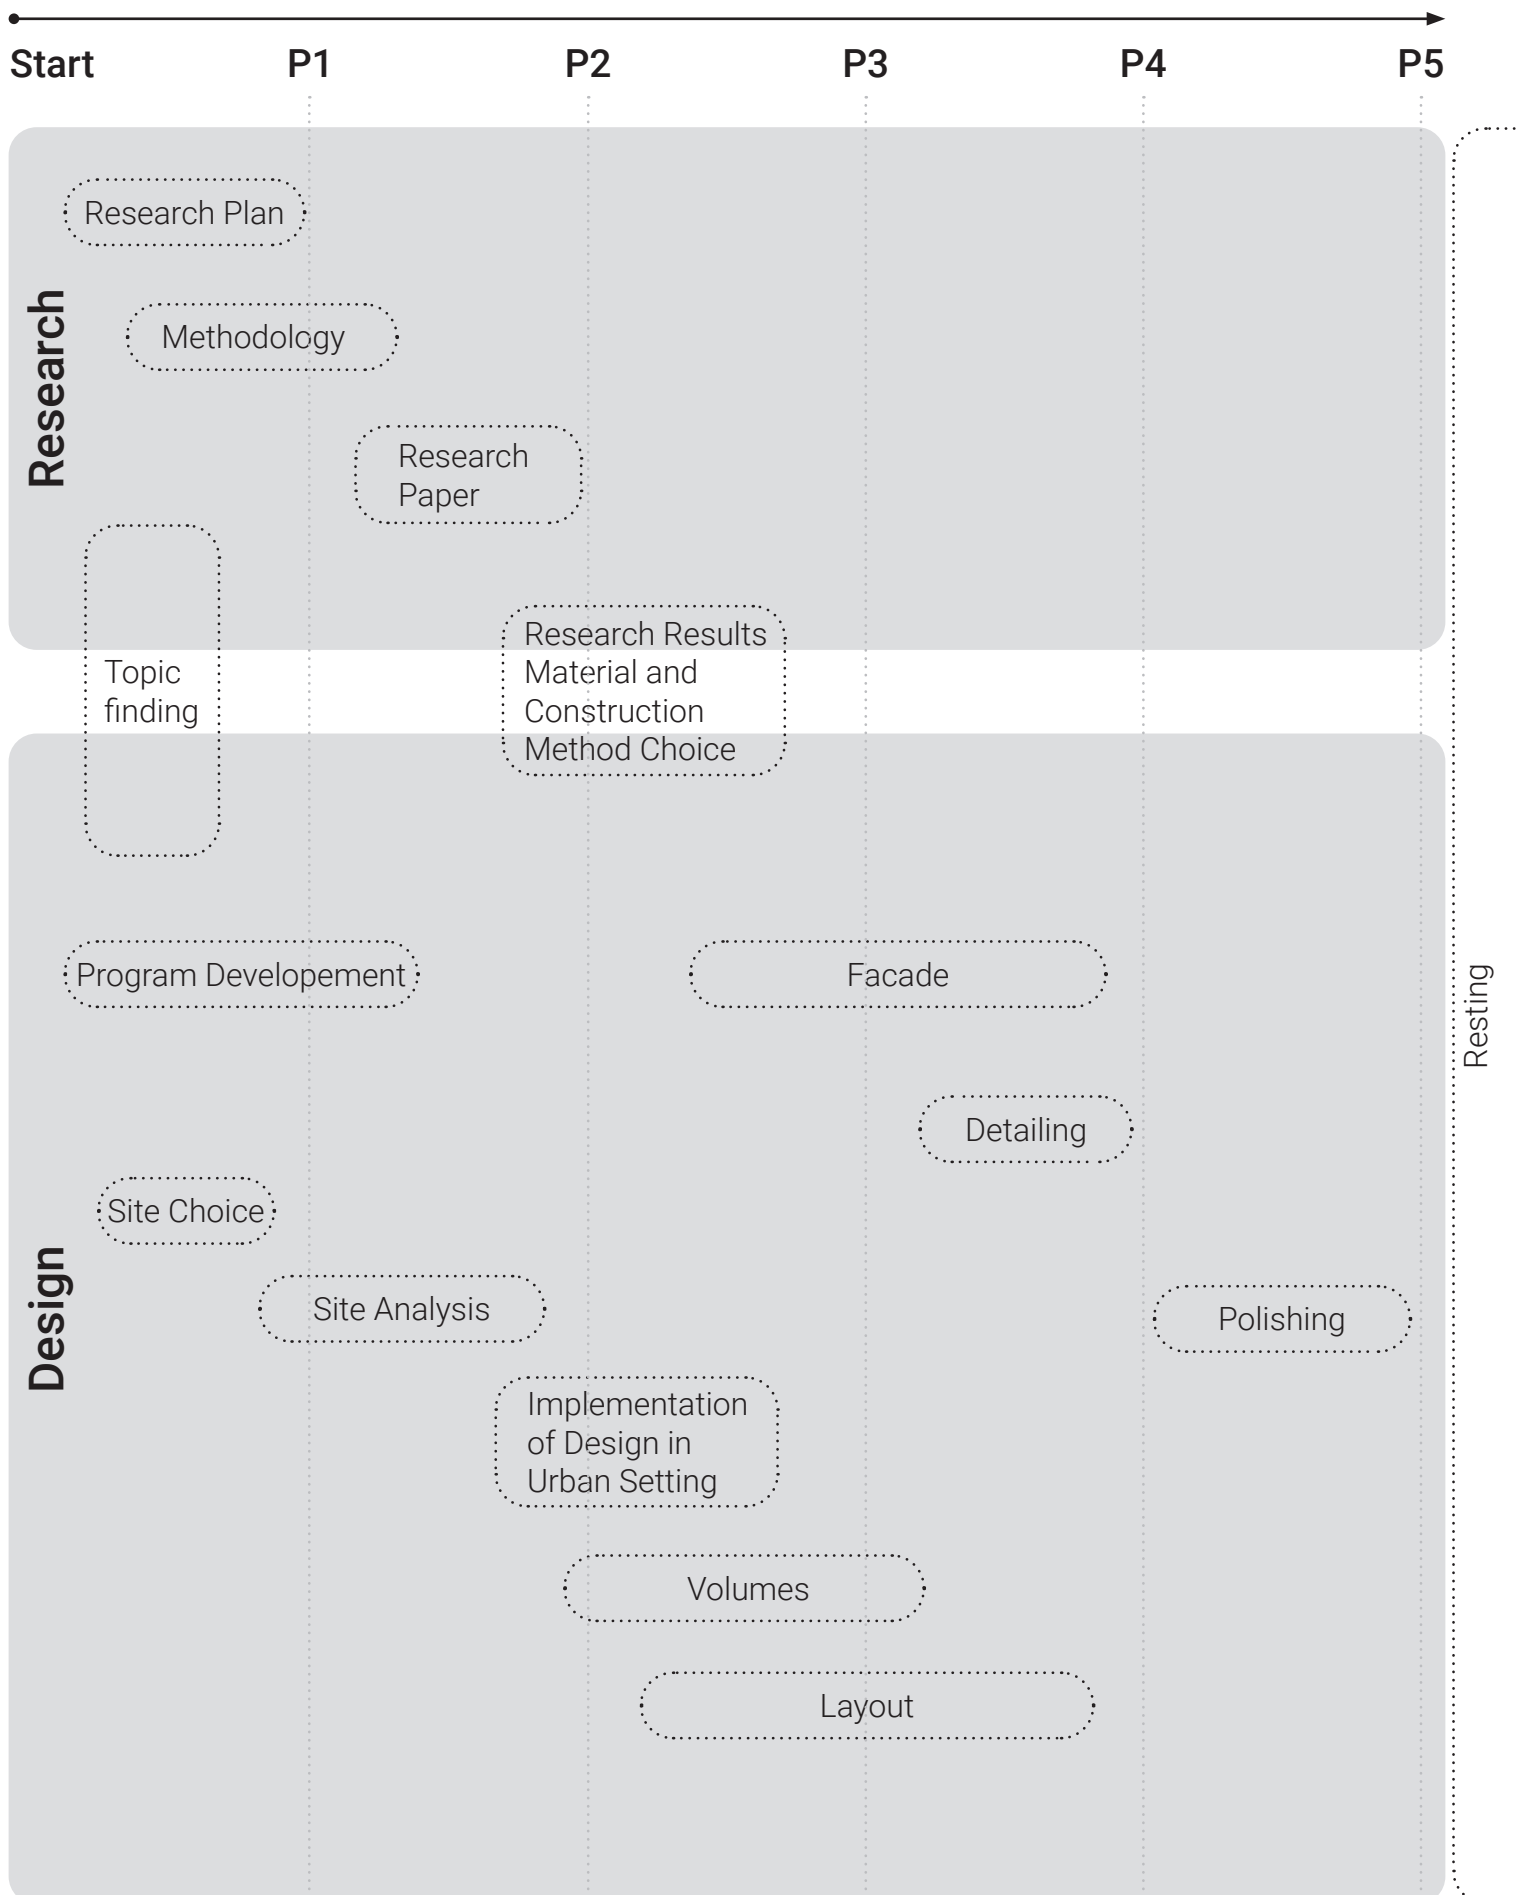 Start P1 P2 P3 P4 P5
Research
Research Plan
Methodology
Research
Paper
Topic
finding
Research Results
Material and
Construction
Method Choice
Design
Program Developement
Facade
Detailing
Site Choice
Site Analysis
Polishing
Implementation
of Design in
Urban Setting
Volumes
Layout
Resting